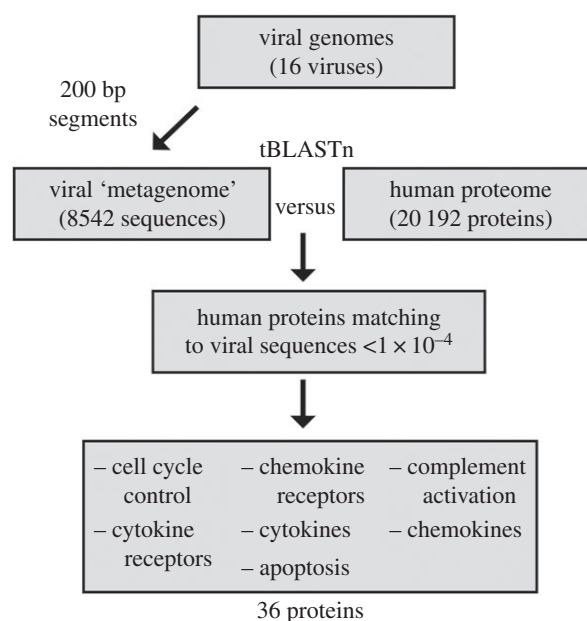 viral genomes
(16 viruses)
200 bp
segments
tBLASTn
viral ‘metagenome’
(8542 sequences)
versus
human proteome
(20 192 proteins)
human proteins matching
to viral sequences <1 × 10⁻⁴
– cell cycle
control
– chemokine
receptors
– complement
activation
– cytokine
receptors
– cytokines
– chemokines
– apoptosis
36 proteins